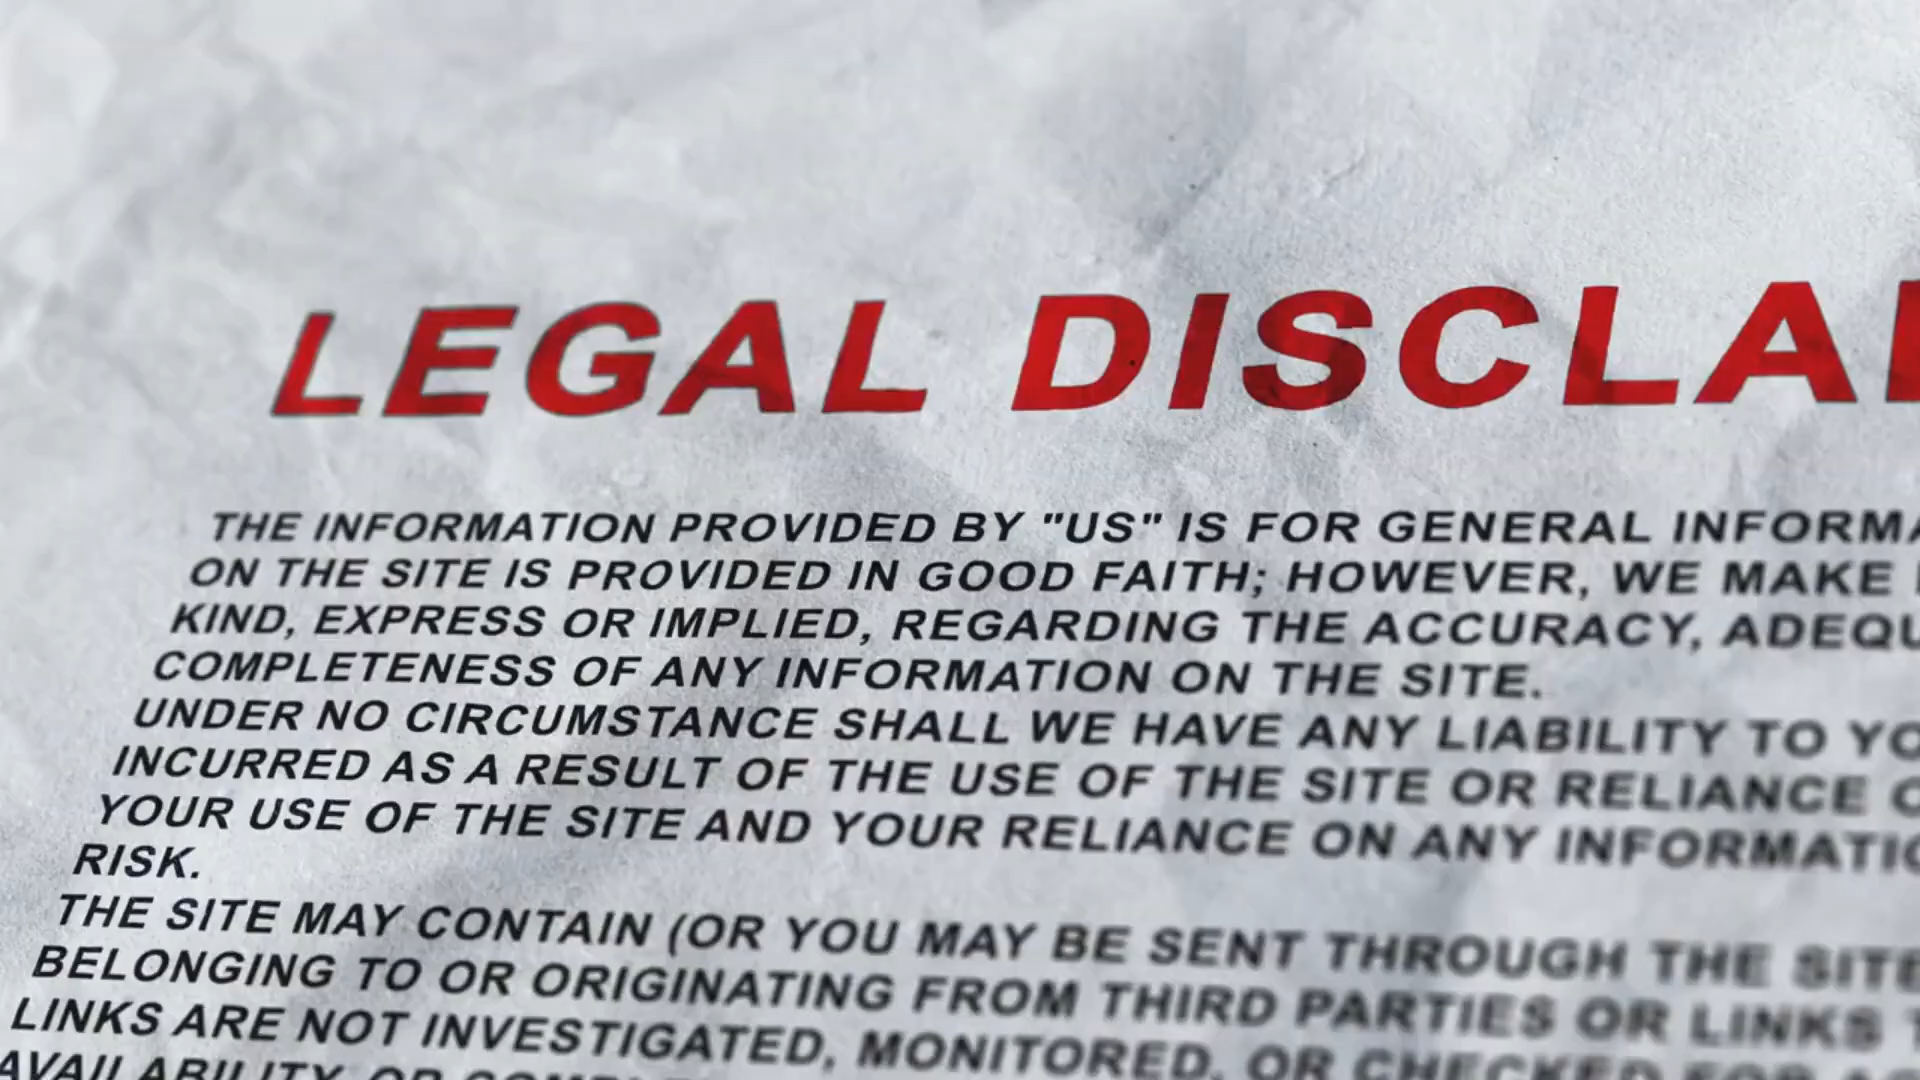 LEGAL DISCLAI
THE INFORMATION PROVIDED BY "US" IS FOR GENERAL INFORMA
ON THE SITE IS PROVIDED IN GOOD FAITH; HOWEVER, WE MAKE
KIND, EXPRESS OR IMPLIED, REGARDING THE ACCURACY, ADEQU
COMPLETENESS OF ANY INFORMATION ON THE SITE.
UNDER NO CIRCUMSTANCE SHALL WE HAVE ANY LIABILITY TO YO
INCURRED AS A RESULT OF THE USE OF THE SITE OR RELIANCE
YOUR USE OF THE SITE AND YOUR RELIANCE ON ANY INFORMATIO
RISK.
THE SITE MAY CONTAIN (OR YOU MAY BE SENT THROUGH THE SITE
BELONGING TO OR ORIGINATING FROM THIRD PARTIES OR LINKS
LINKS ARE NOT INVESTIGATED, MONITORED, OR CHECKED FOR
AVAILABILITY OR